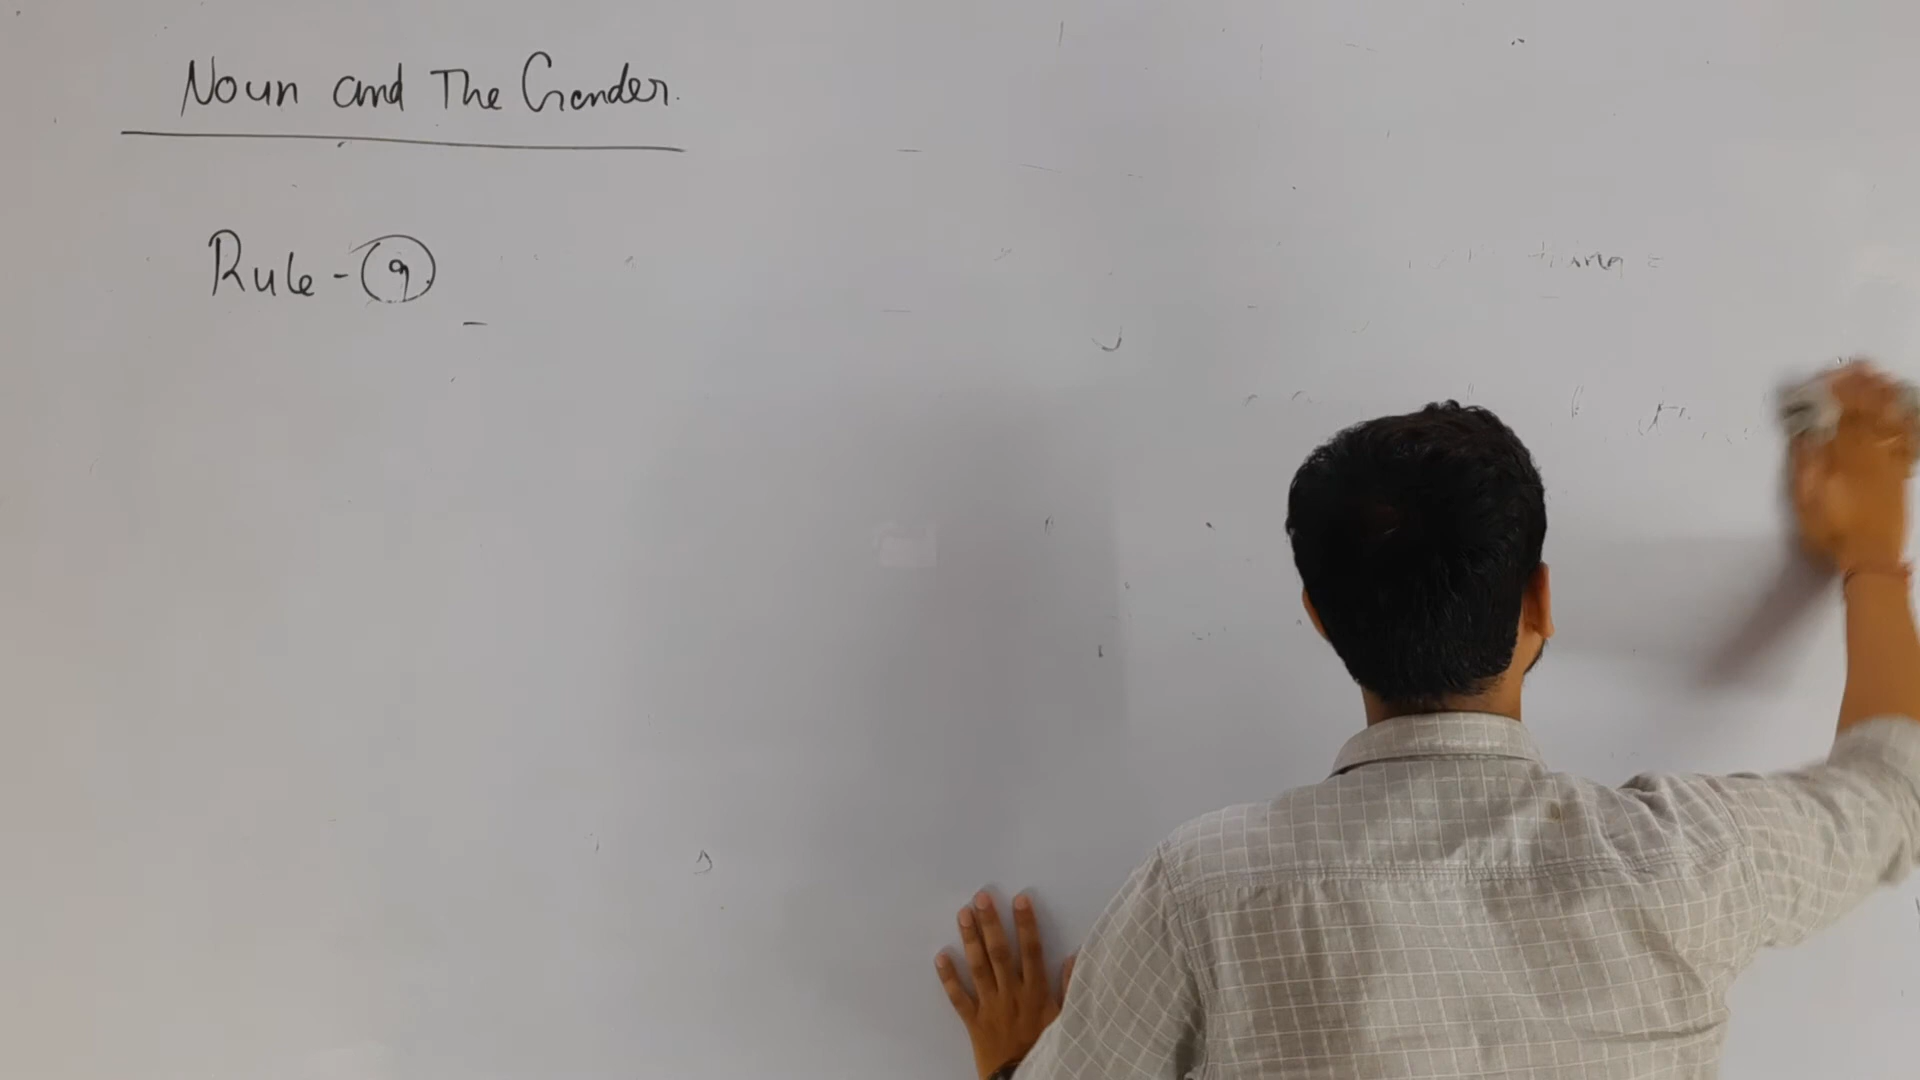 Noun and The Gender.
Rule - 9